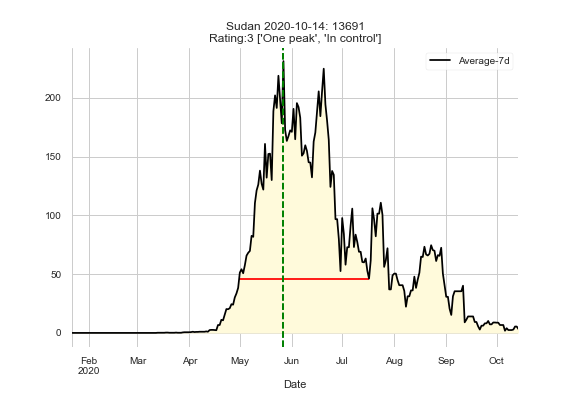 Sudan 2020-10-14: 13691
Rating:3 ['One peak', 'In control']
Average-7d
200
150
100
50
0
Feb Mar Apr May Jun Jul Aug Sep Oct
2020
Date